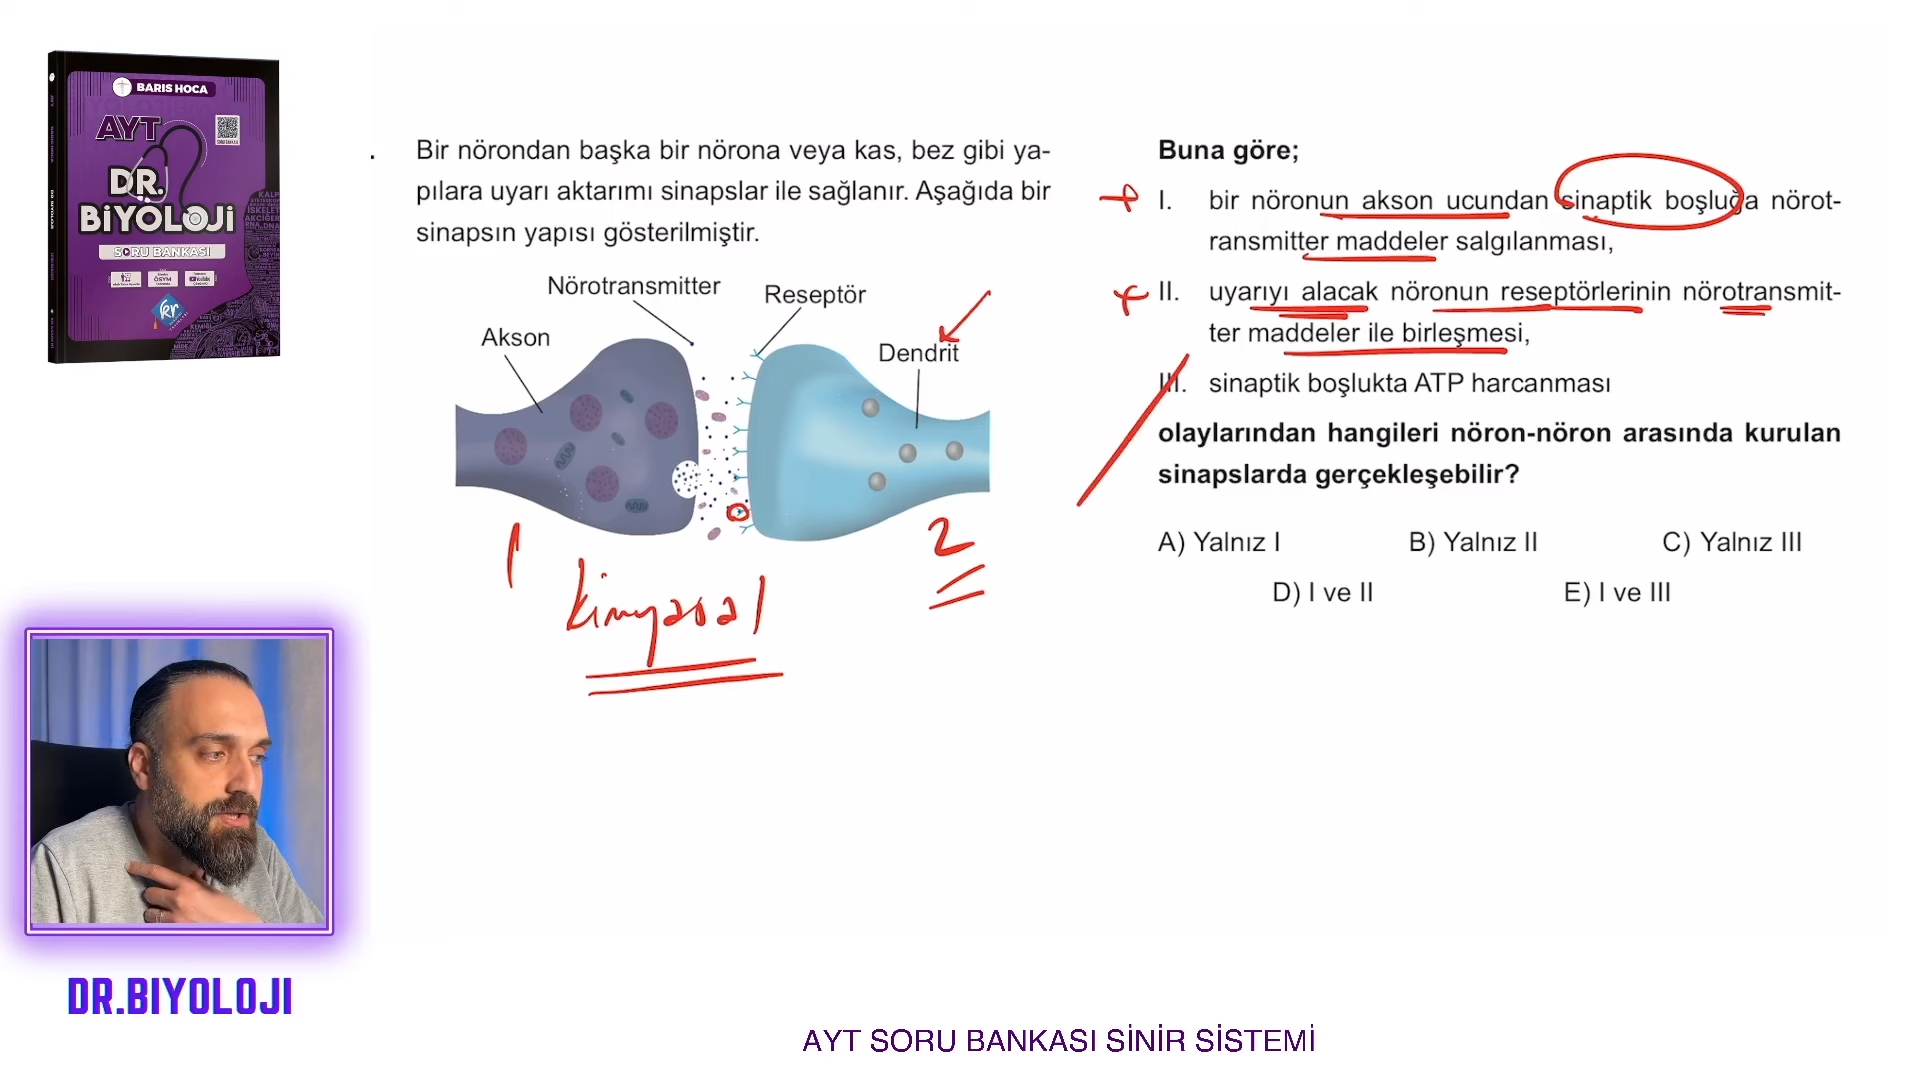 BARIS HOCA
AYT
DR.
BİYOLOJİ
SORU BANKASI
Bir nörondan başka bir nörona veya kas, bez gibi ya-
pılara uyarı aktarımı sinapslar ile sağlanır. Aşağıda bir
sinapsın yapısı gösterilmiştir.
Nörotransmitter
Reseptör
Akson
Dendrit
1
2
kimyasal
Buna göre;
I. bir nöronun akson ucundan sinaptik boşluğa nörot-
ransmitter maddeler salgılanması,
II. uyarıyı alacak nöronun reseptörlerinin nörotransmit-
ter maddeler ile birleşmesi,
III. sinaptik boşlukta ATP harcanması
olaylarından hangileri nöron-nöron arasında kurulan
sinapslarda gerçekleşebilir?
A) Yalnız I B) Yalnız II C) Yalnız III
D) I ve II E) I ve III
DR.BIYOLOJI
AYT SORU BANKASI SİNİR SİSTEMİ